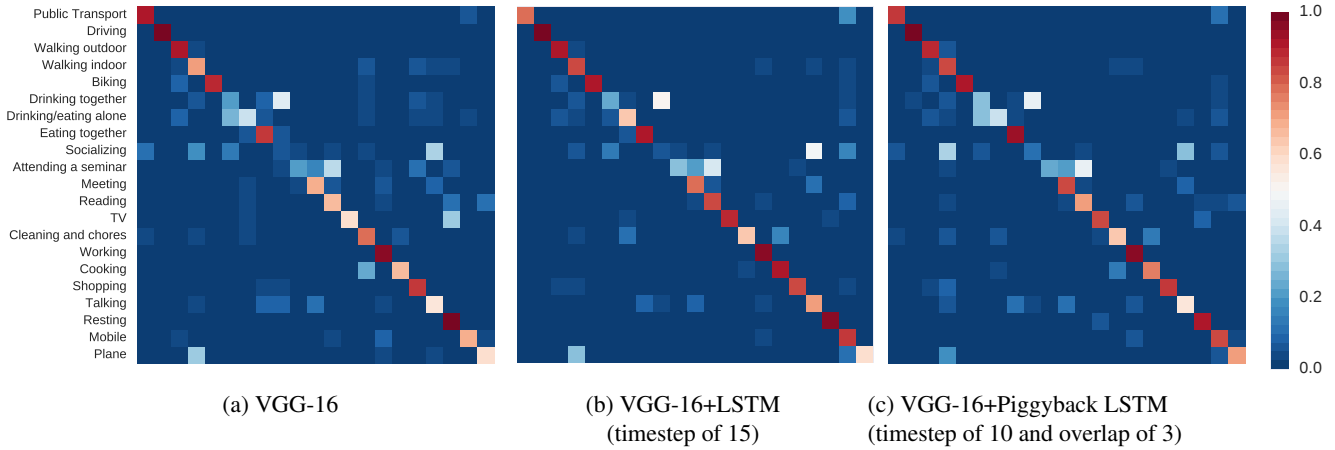 Public Transport
Driving
Walking outdoor
Walking indoor
Biking
Drinking together
Drinking/eating alone
Eating together
Socializing
Attending a seminar
Meeting
Reading
TV
Cleaning and chores
Working
Cooking
Shopping
Talking
Resting
Mobile
Plane
1.0
0.8
0.6
0.4
0.2
0.0
(a) VGG-16
(b) VGG-16+LSTM
(timestep of 15)
(c) VGG-16+Piggyback LSTM
(timestep of 10 and overlap of 3)